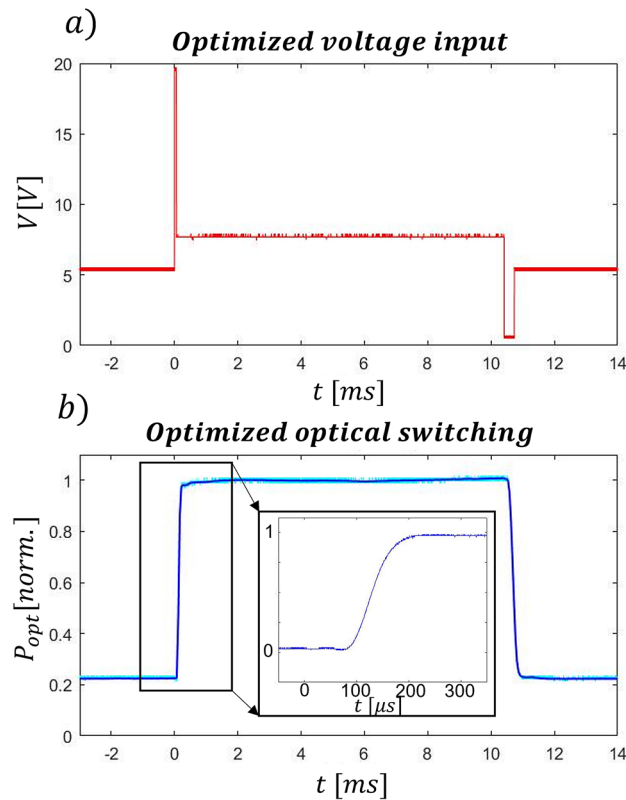 a)
Optimized voltage input
20
15
10
5
0
V[V]
-2 0 2 4 6 8 10 12 14
t [ms]
b)
Optimized optical switching
1
0.8
0.6
0.4
0.2
0
P_opt[norm.]
1
0
0 100 200 300
t [μs]
-2 0 2 4 6 8 10 12 14
t [ms]